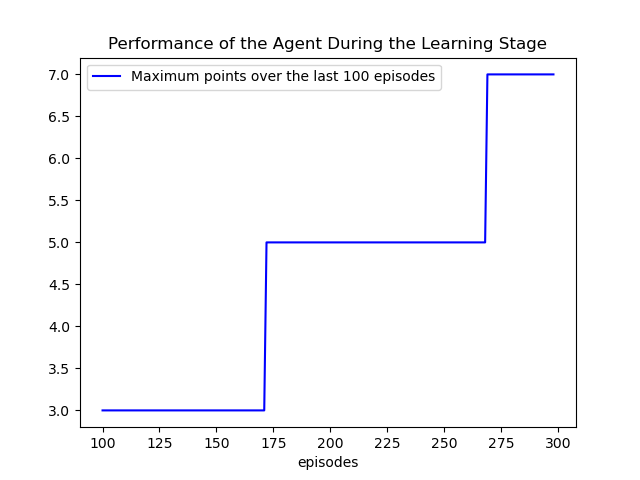 Performance of the Agent During the Learning Stage
Maximum points over the last 100 episodes
7.0
6.5
6.0
5.5
5.0
4.5
4.0
3.5
3.0
100 125 150 175 200 225 250 275 300
episodes